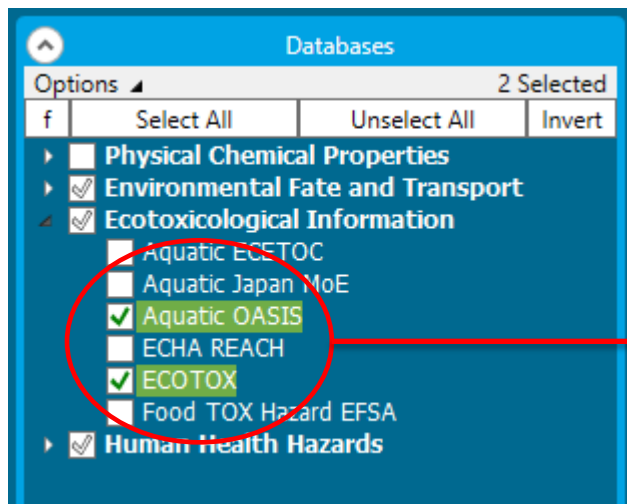 Databases
Options 2 Selected
f Select All Unselect All Invert
Physical Chemical Properties
Environmental Fate and Transport
Ecotoxicological Information
Aquatic ECETOC
Aquatic Japan MoE
Aquatic OASIS
ECHA REACH
ECOTOX
Food TOX Hazard EFSA
Human Health Hazards